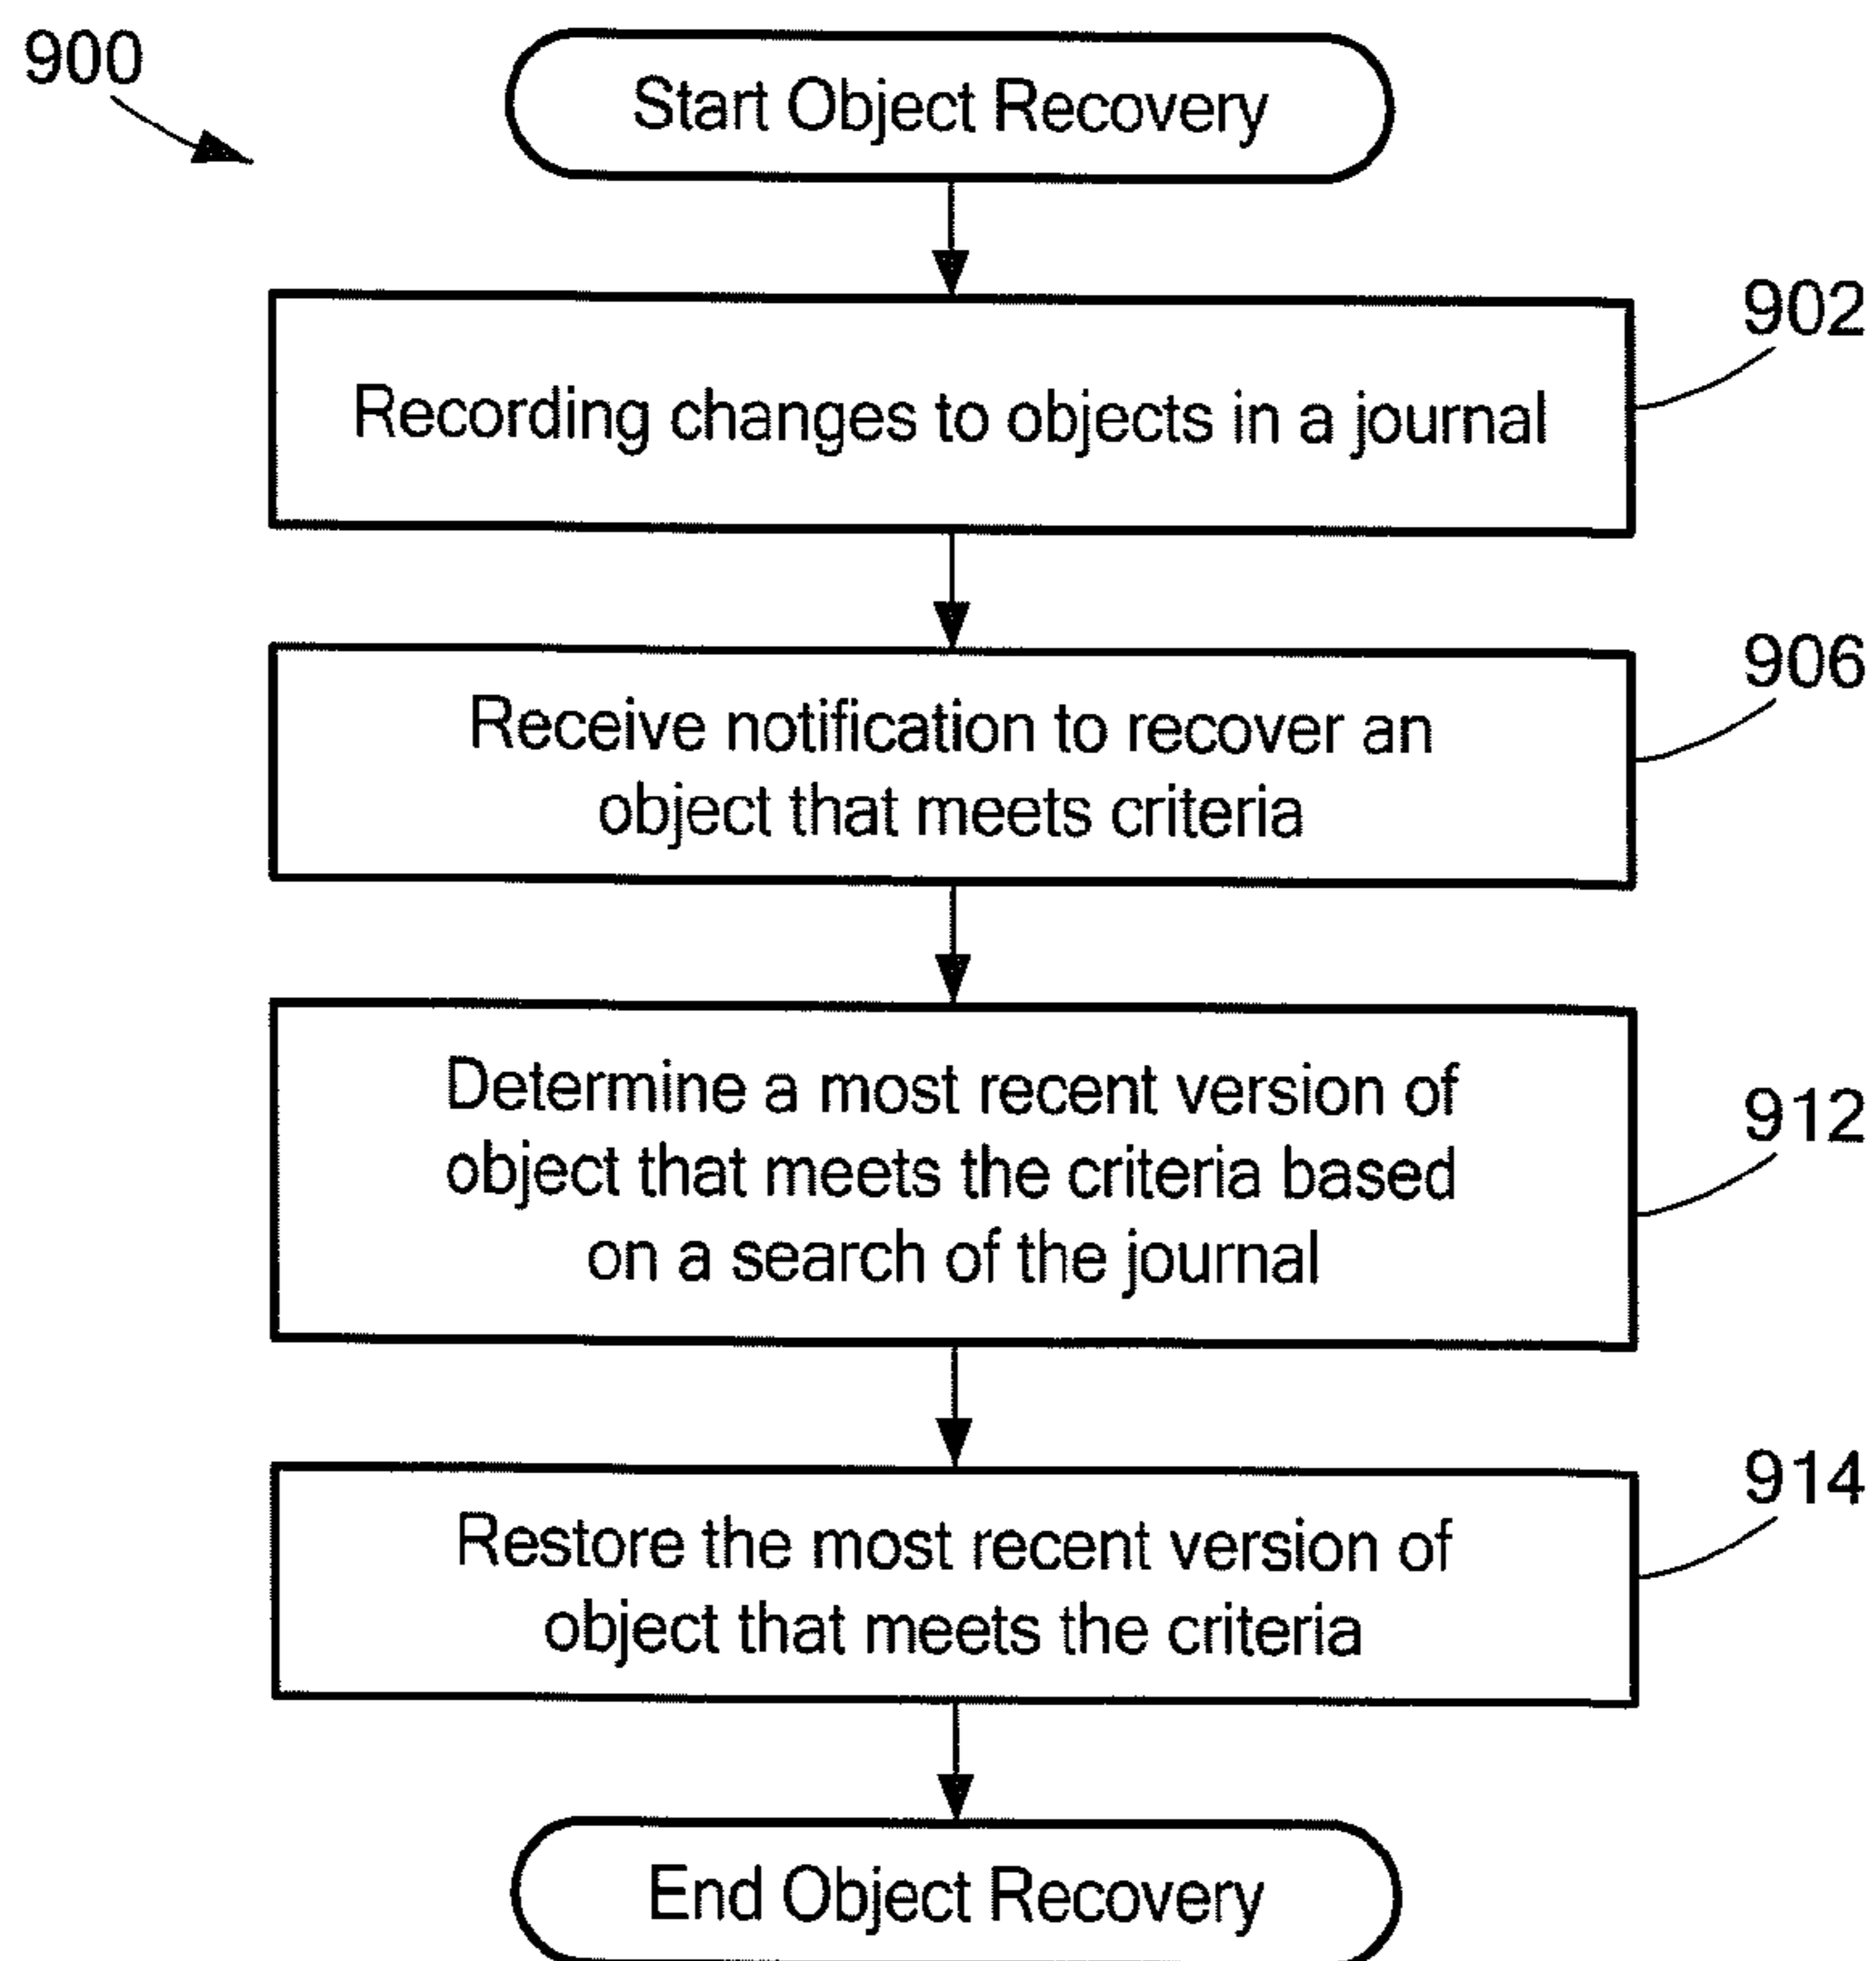 900
Start Object Recovery
902
Recording changes to objects in a journal
906
Receive notification to recover an
object that meets criteria
912
Determine a most recent version of
object that meets the criteria based
on a search of the journal
914
Restore the most recent version of
object that meets the criteria
End Object Recovery